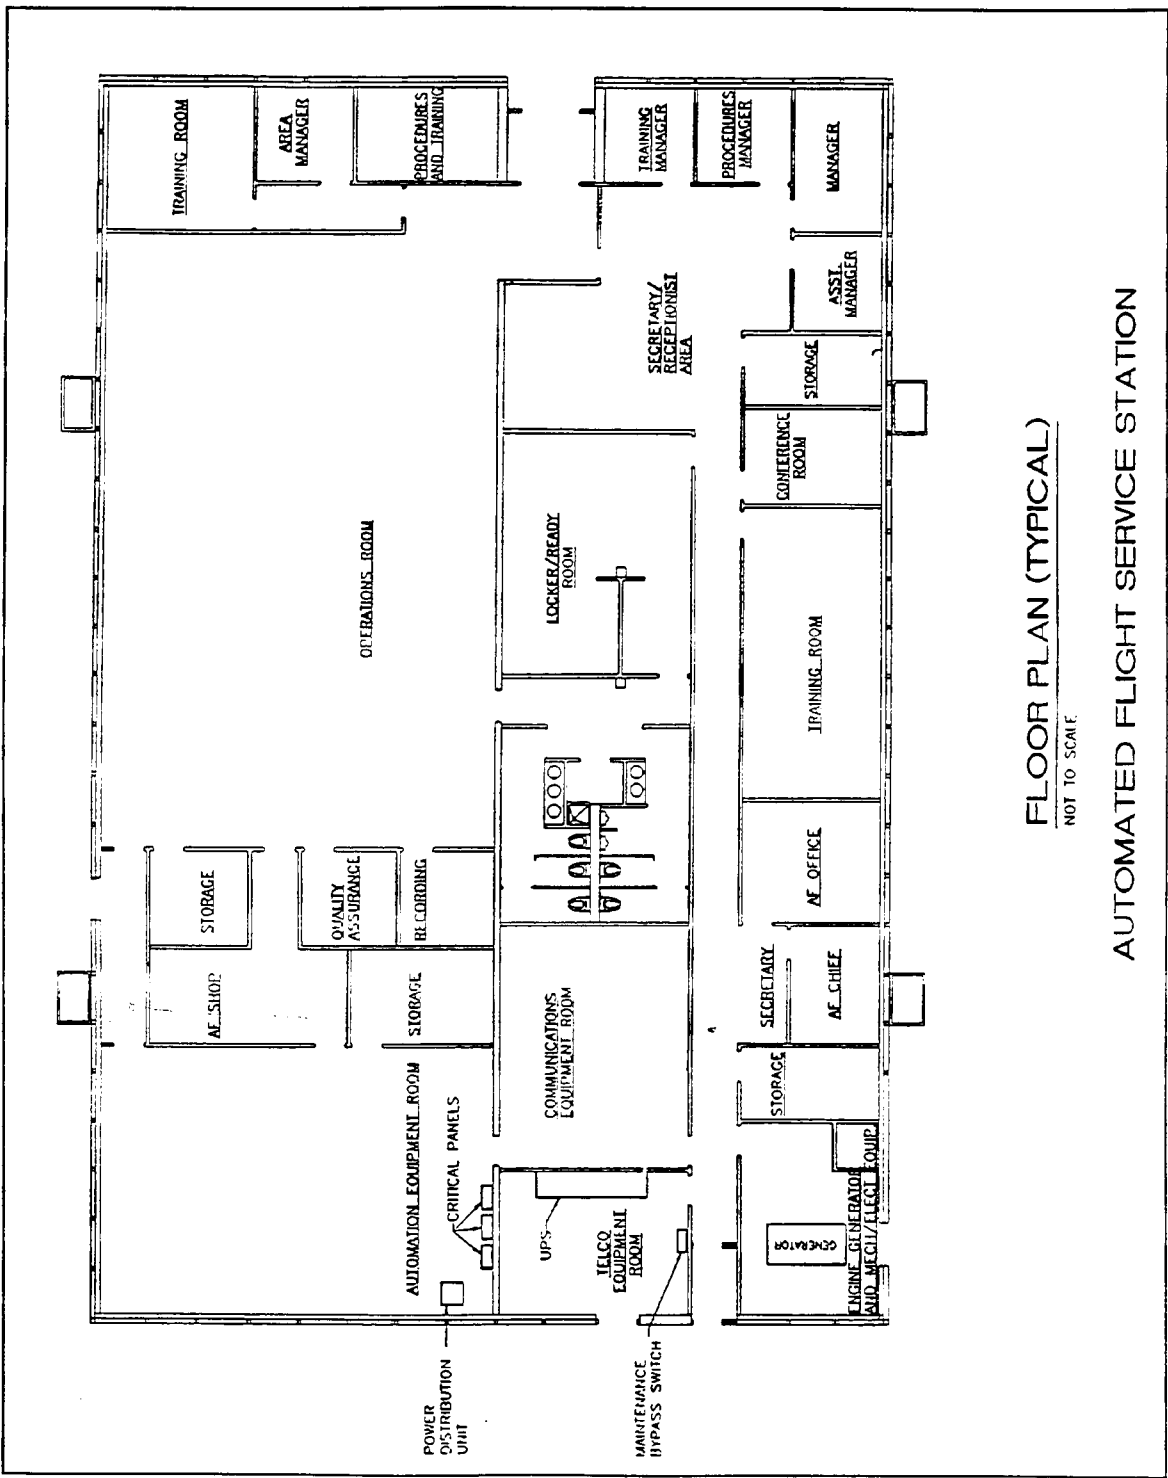 TRAINING ROOM
AREA
MANAGER
PROCEDURES
AND TRAINING
TRAINING
MANAGER
PROCEDURES
MANAGER
MANAGER
ASST.
MANAGER
SECRETARY/
RECEPTIONIST
AREA
STORAGE
CONFERENCE
ROOM
OPERATIONS ROOM
LOCKER/READY
ROOM
TRAINING ROOM
STORAGE
QUALITY
ASSURANCE
RECORDING
AF OFFICE
AF SHOP
STORAGE
COMMUNICATIONS
EQUIPMENT ROOM
SECRETARY
AF CHIEF
STORAGE
AUTOMATION EQUIPMENT ROOM
CRITICAL PANELS
UPS
TELCO
EQUIPMENT
ROOM
GENERATOR
ENGINE GENERATOR
AND MECH/ELECT EQUIP
POWER
DISTRIBUTION
UNIT
MAINTENANCE
BYPASS SWITCH
FLOOR PLAN (TYPICAL)
NOT TO SCALE
AUTOMATED FLIGHT SERVICE STATION